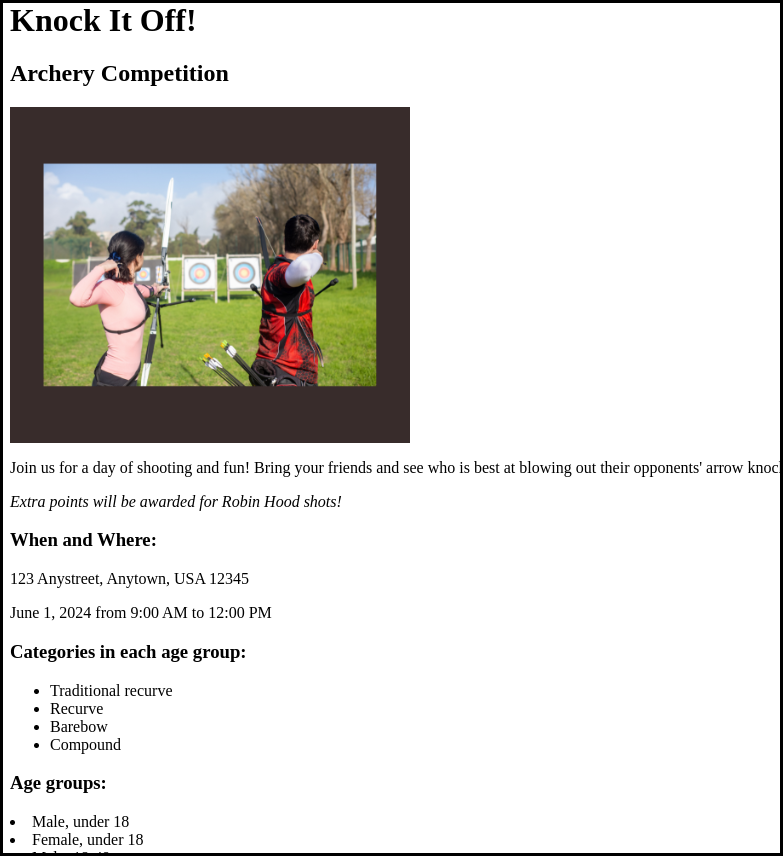 Knock It Off!
Archery Competition
Join us for a day of shooting and fun! Bring your friends and see who is best at blowing out their opponents' arrow
Extra points will be awarded for Robin Hood shots!
When and Where:
123 Anystreet, Anytown, USA 12345
June 1, 2024 from 9:00 AM to 12:00 PM
Categories in each age group:
Traditional recurve
Recurve
Barebow
Compound
Age groups:
Male, under 18
Female, under 18